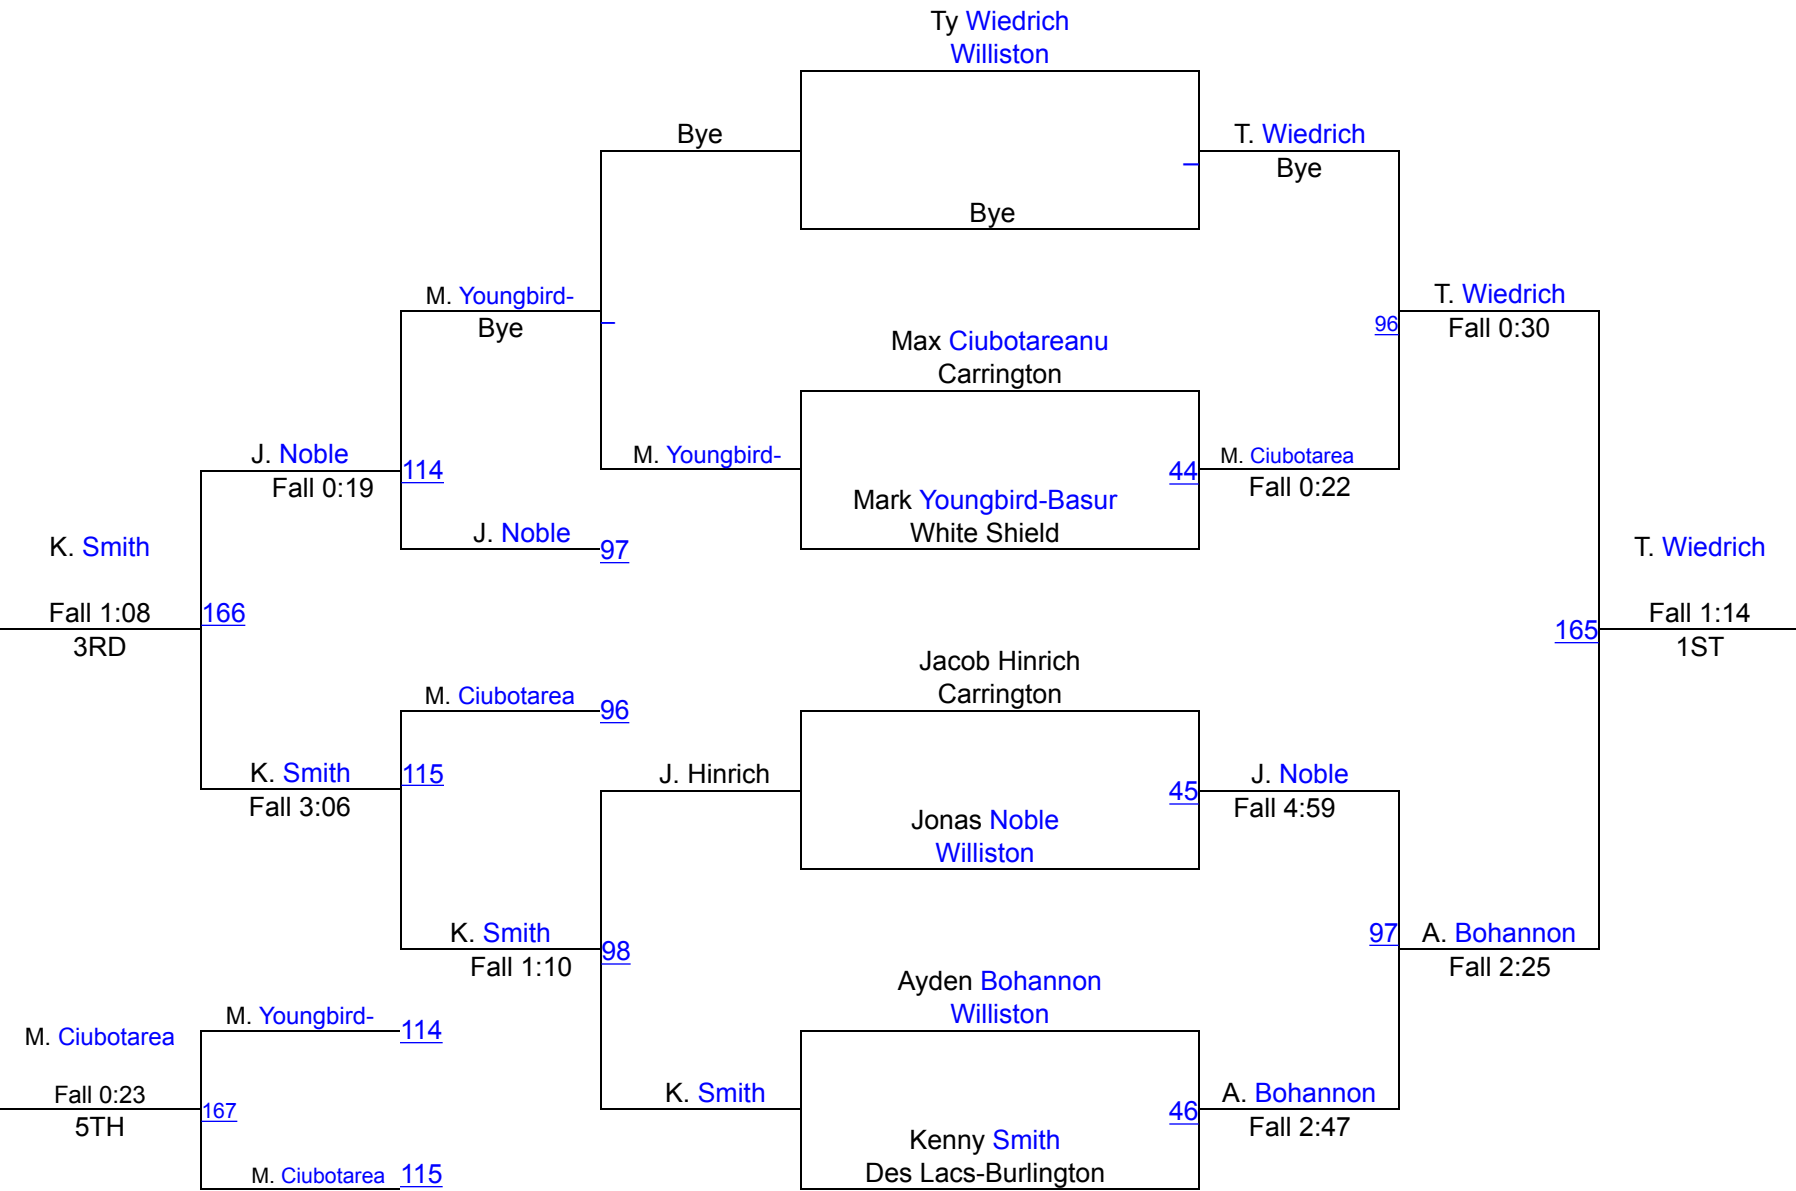 Ty Wiedrich
Williston
Bye
T. Wiedrich
Bye
Bye
M. Youngbird-
Bye
T. Wiedrich
Fall 0:30
96
Max Ciubotareanu
Carrington
J. Noble
Fall 0:19
114
M. Youngbird-
44
M. Ciubotarea
Fall 0:22
Mark Youngbird-Basur
White Shield
J. Noble
97
K. Smith
Fall 1:08
3RD
166
T. Wiedrich
Fall 1:14
1ST
165
Jacob Hinrich
Carrington
M. Ciubotarea
96
K. Smith
Fall 3:06
115
J. Hinrich
45
J. Noble
Fall 4:59
Jonas Noble
Williston
K. Smith
Fall 1:10
98
97
A. Bohannon
Fall 2:25
Ayden Bohannon
Williston
M. Youngbird-
114
M. Ciubotarea
Fall 0:23
5TH
167
K. Smith
46
A. Bohannon
Fall 2:47
Kenny Smith
Des Lacs-Burlington
M. Ciubotarea
115